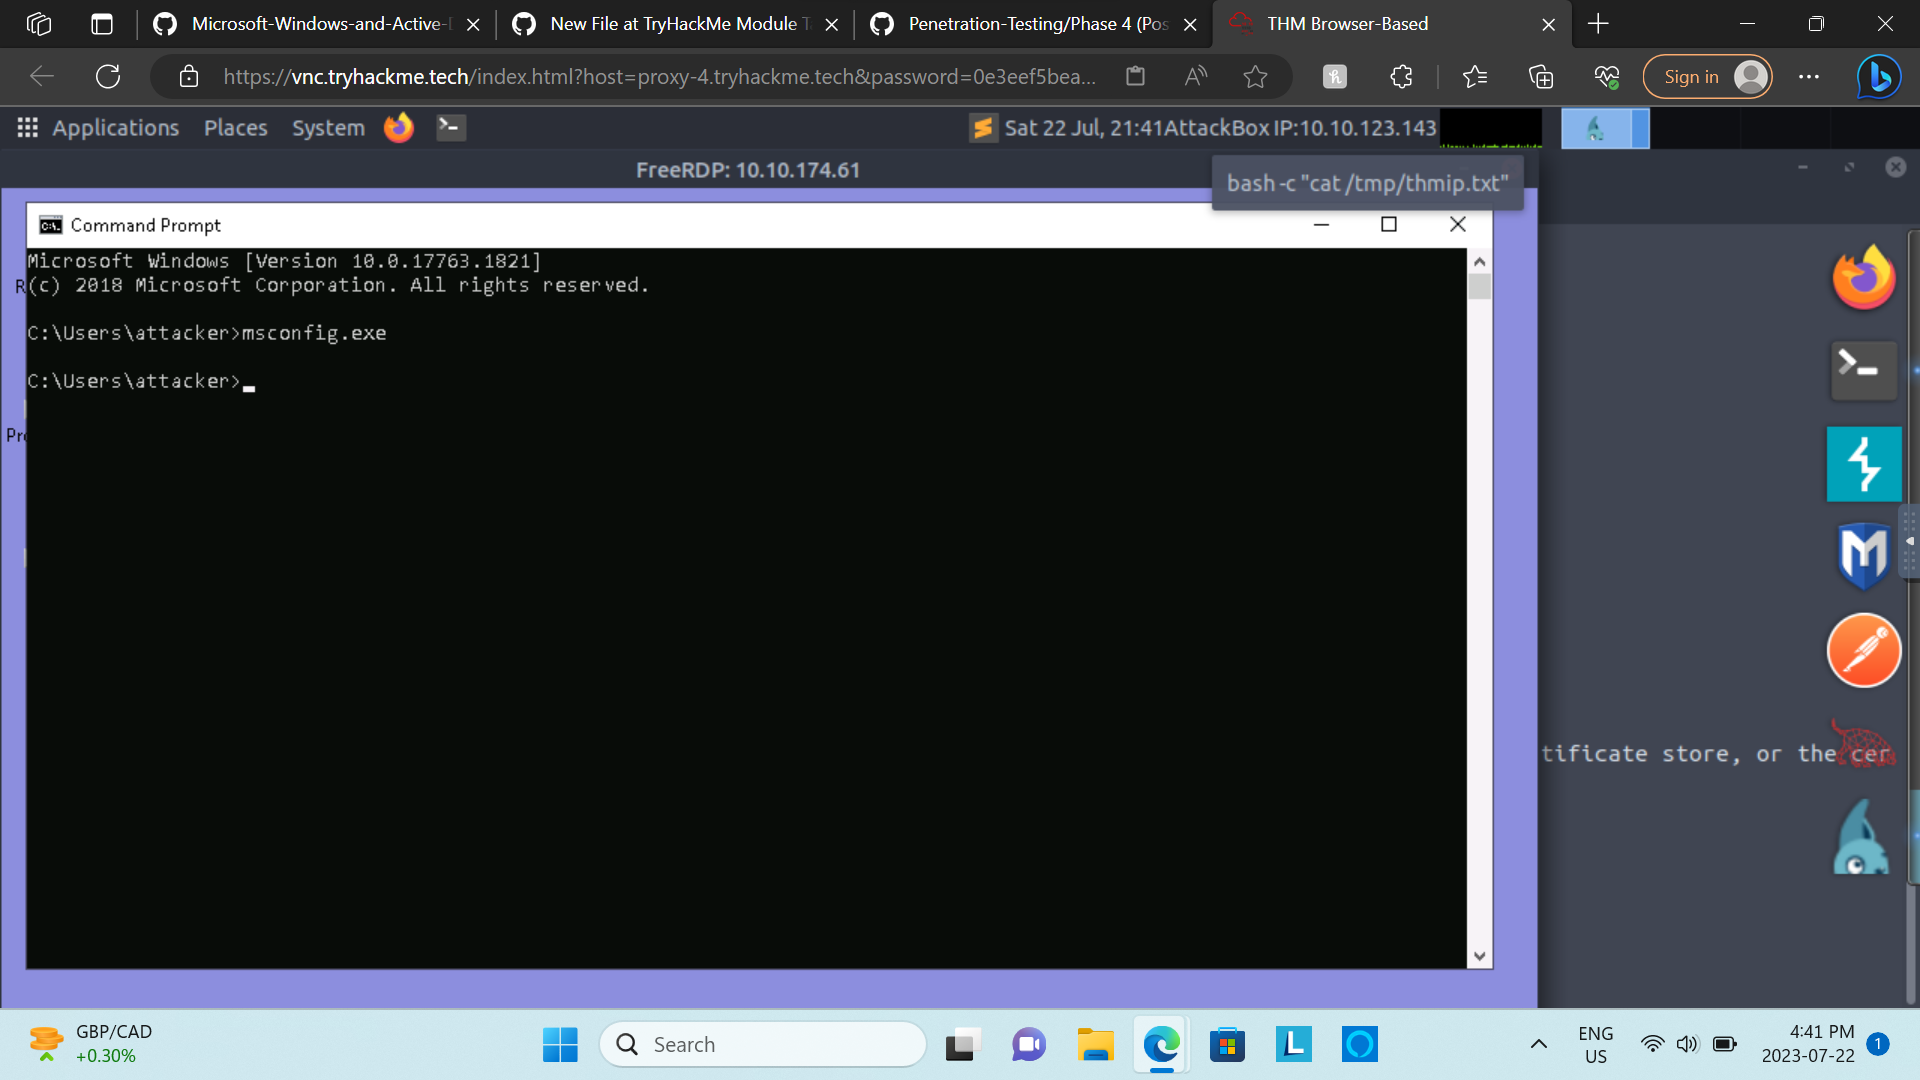 Microsoft-Windows-and-Active-D
New File at TryHackMe Module T
Penetration-Testing/Phase 4 (Pos
THM Browser-Based
https://vnc.tryhackme.tech/index.html?host=proxy-4.tryhackme.tech&password=0e3eef5bea...
Sign in
Applications Places System
Sat 22 Jul, 21:41AttackBox IP:10.10.123.143
FreeRDP: 10.10.174.61
bash -c "cat /tmp/thmip.txt"
Command Prompt
Microsoft Windows [Version 10.0.17763.1821]
R
(c) 2018 Microsoft Corporation. All rights reserved.
C:\Users\attacker>msconfig.exe
C:\Users\attacker>
Pr
tificate store, or the cer
GBP/CAD
+0.30%
Search
ENG
US
4:41 PM
2023-07-22
1